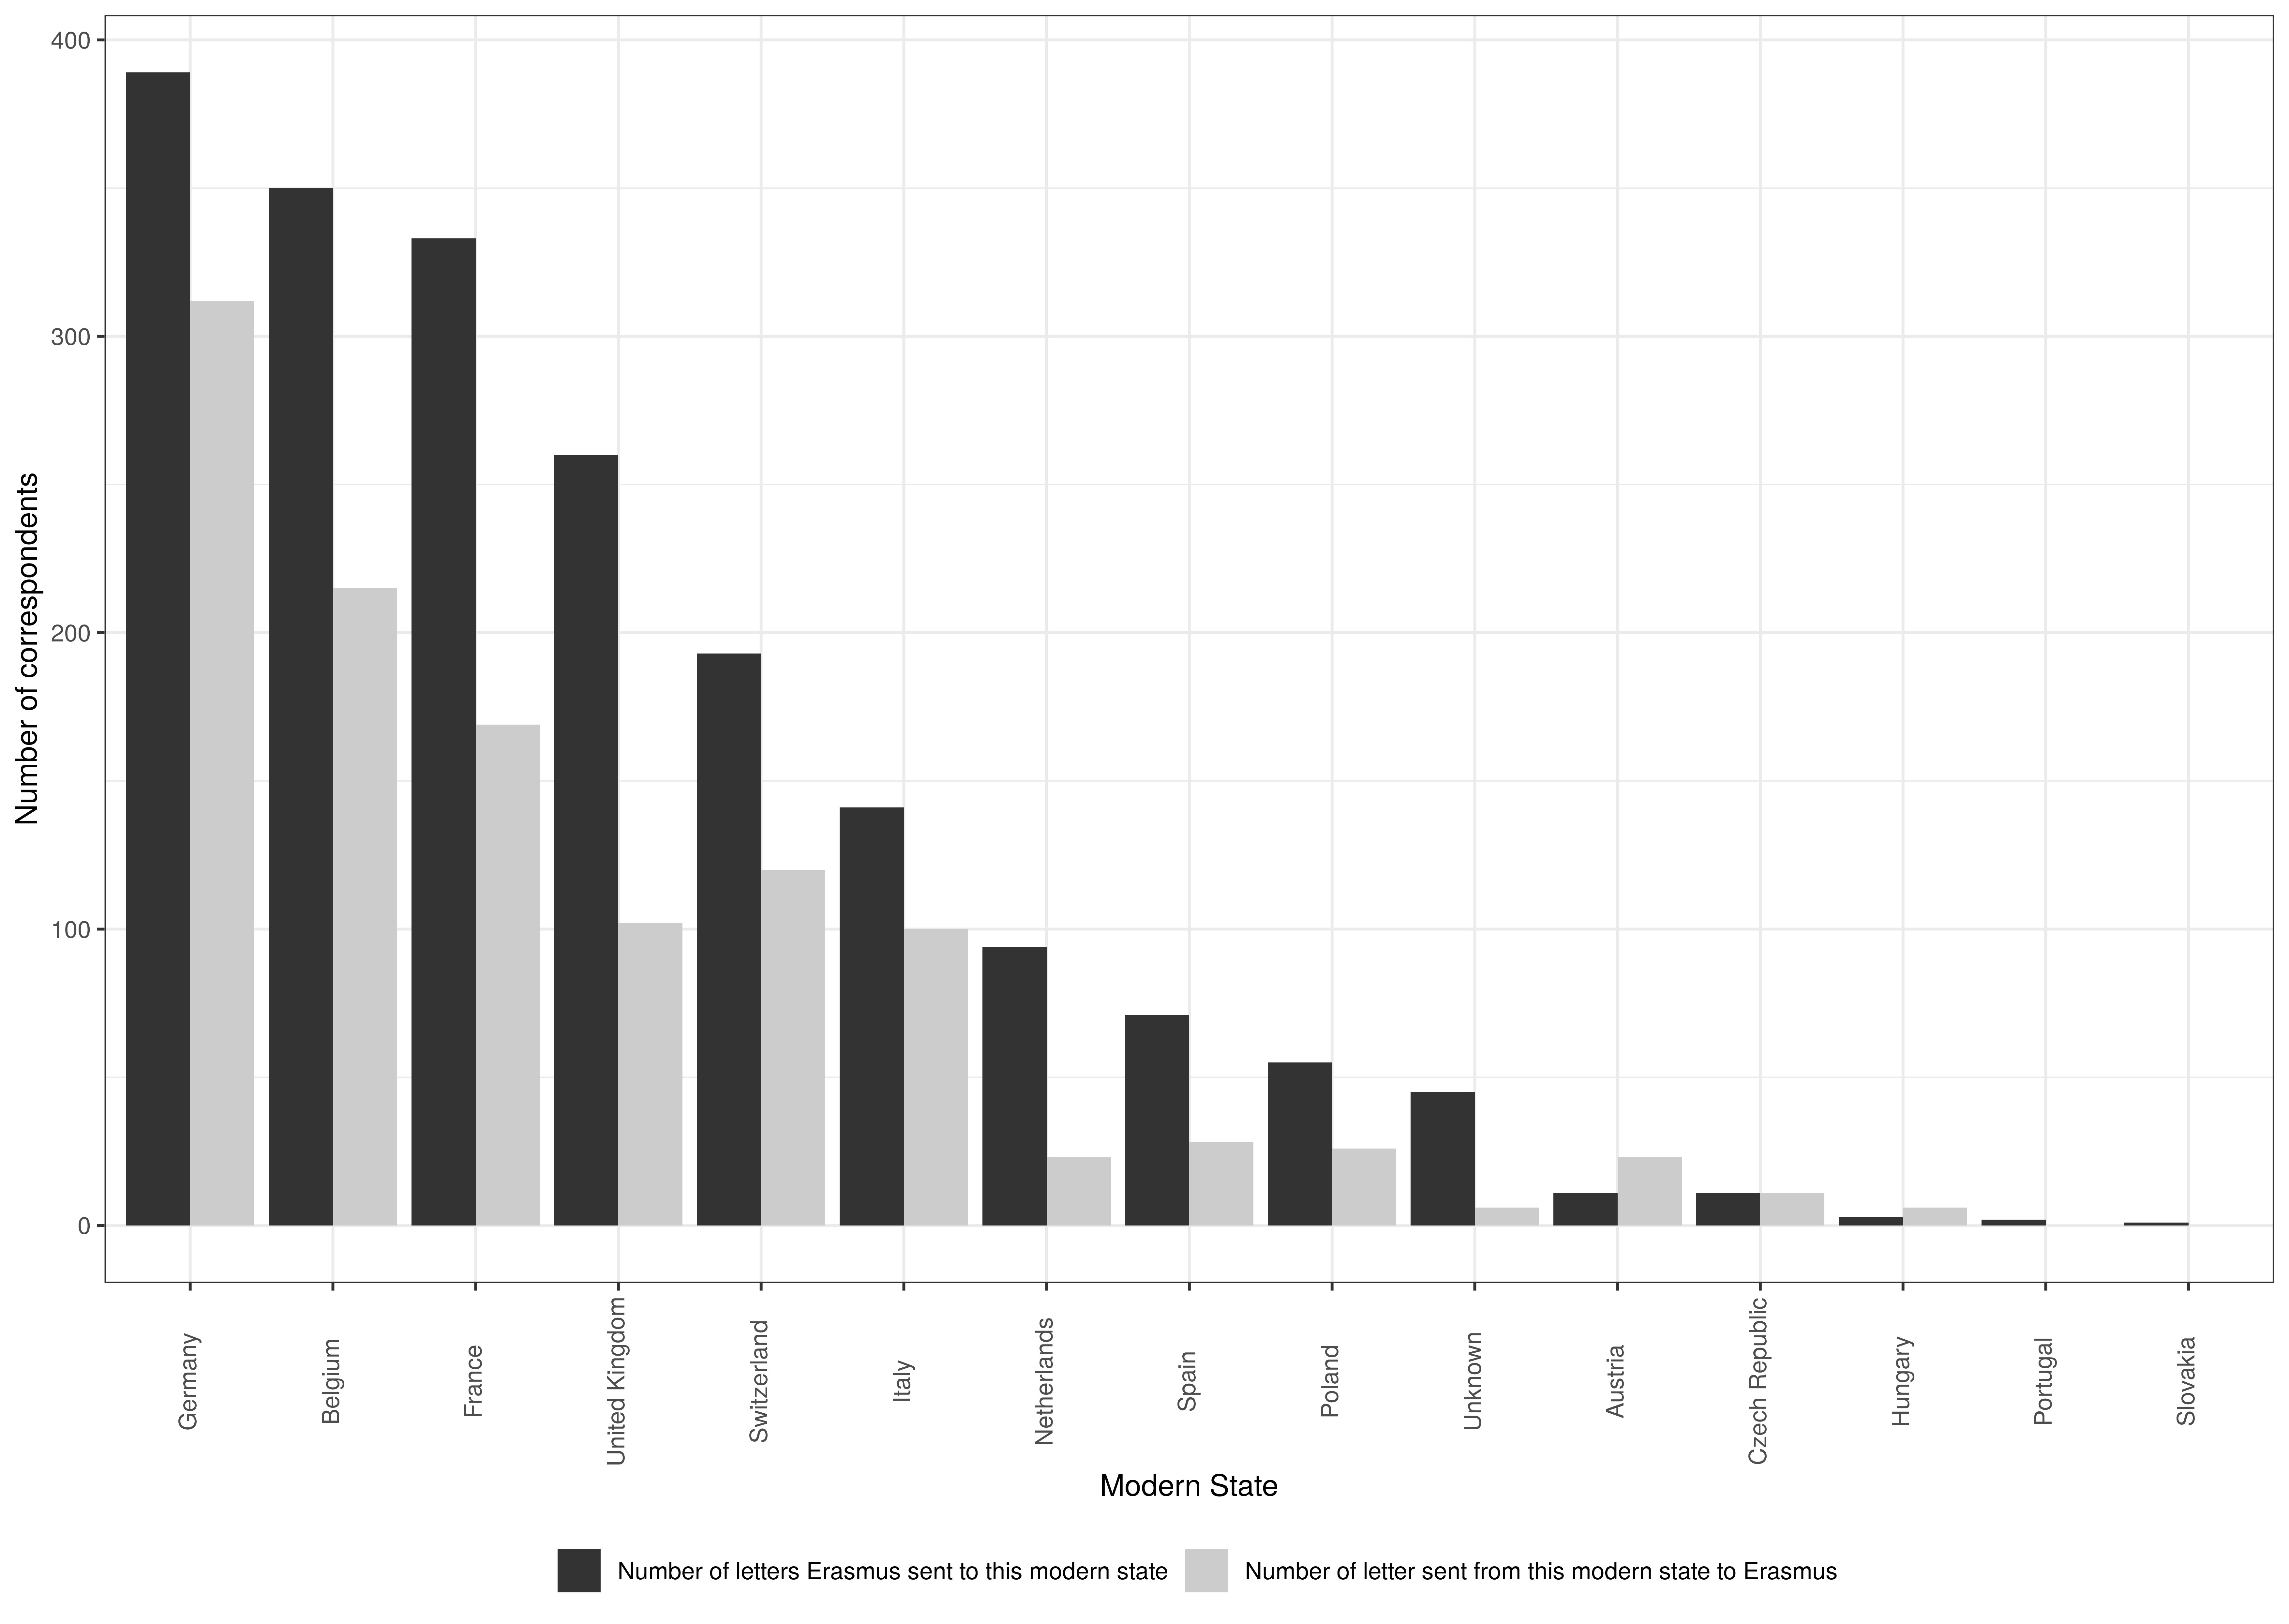 400
300
200
100
0
Number of correspondents
Germany
Belgium
France
United Kingdom
Switzerland
Italy
Netherlands
Spain
Poland
Unknown
Austria
Czech Republic
Hungary
Portugal
Slovakia
Modern State
Number of letters Erasmus sent to this modern state
Number of letter sent from this modern state to Erasmus